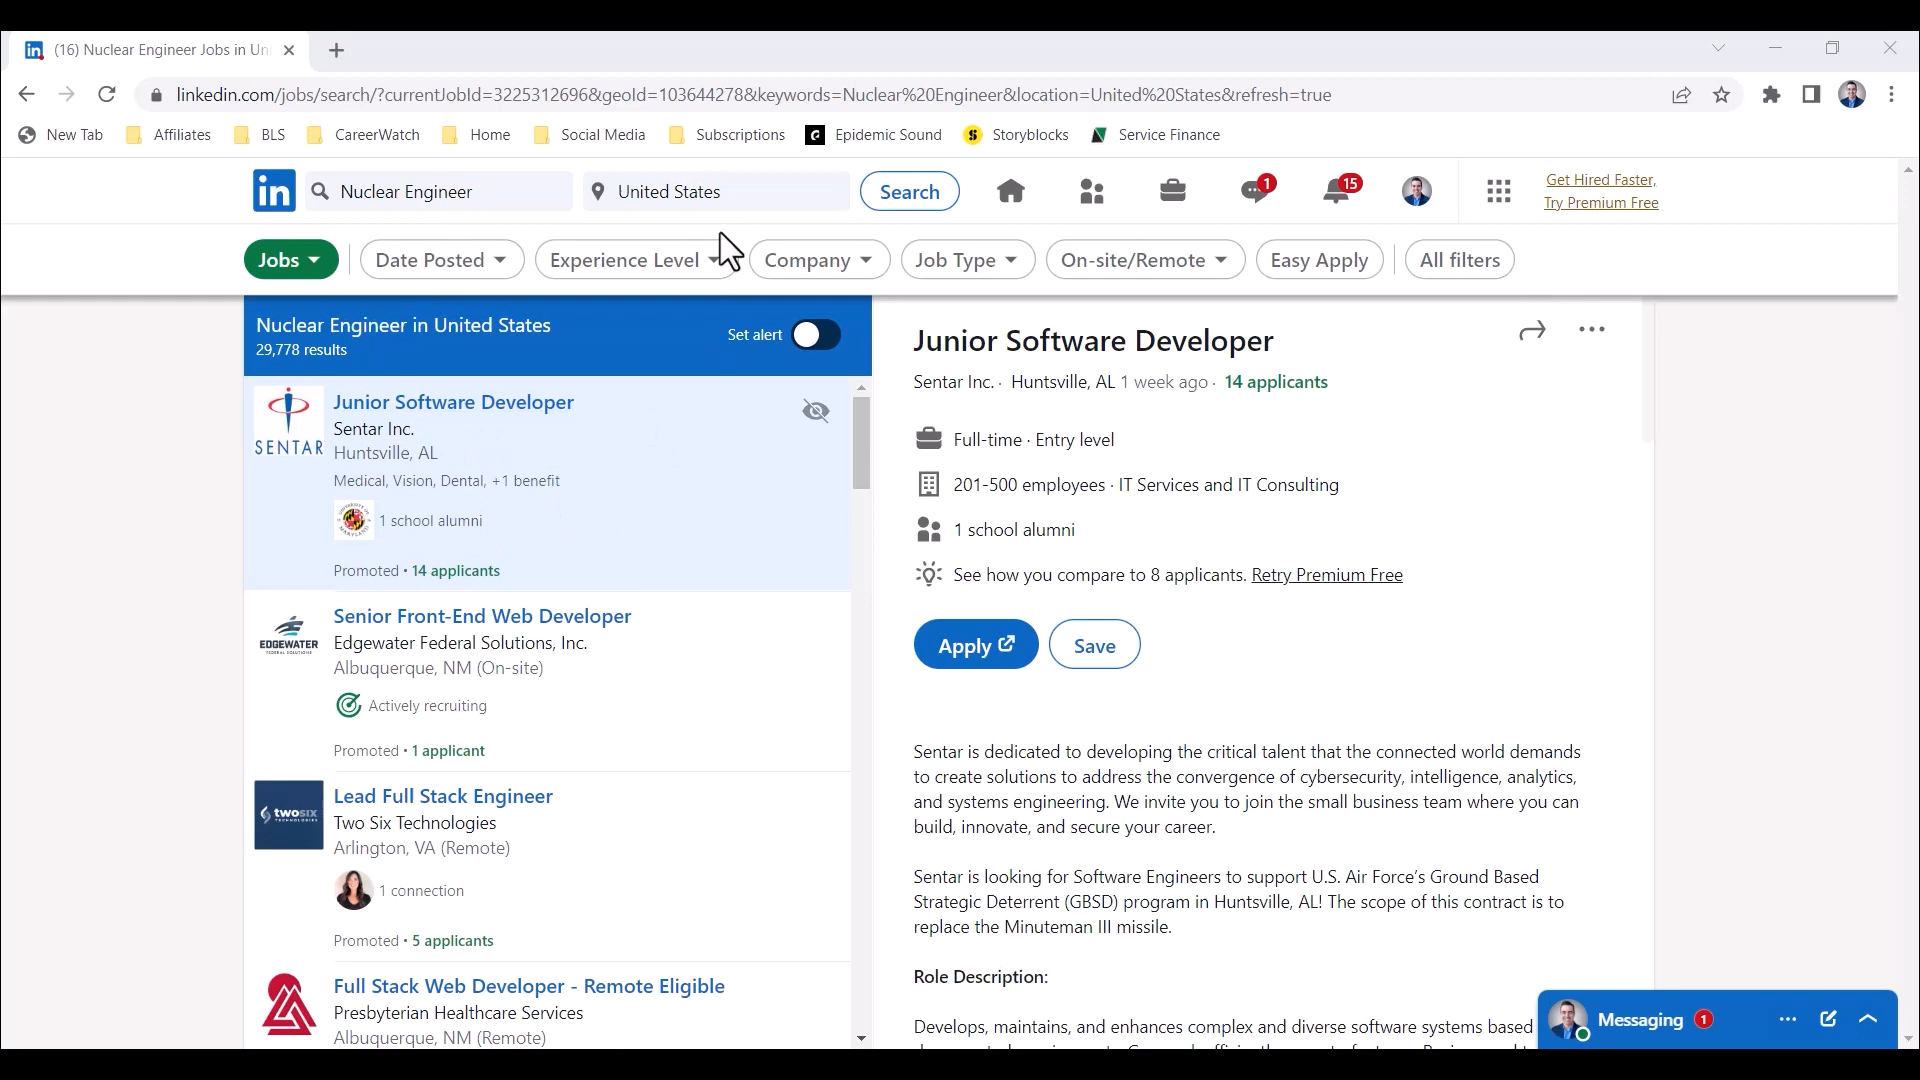 (16) Nuclear Engineer Jobs in Un
linkedin.com/jobs/search/?currentJobId=3225312696&geoId=103644278&keywords=Nuclear%20Engineer&location=United%20States&refresh=true
New Tab Affiliates BLS CareerWatch Home Social Media Subscriptions Epidemic Sound Storyblocks Service Finance
in Nuclear Engineer United States Search 1 15
Get Hired Faster,
Try Premium Free
Jobs Date Posted Experience Level Company Job Type On-site/Remote Easy Apply All filters
Nuclear Engineer in United States
29,778 results
Set alert
SENTAR
Junior Software Developer
Sentar Inc.
Huntsville, AL
Medical, Vision, Dental, +1 benefit
1 school alumni
Promoted • 14 applicants
EDGEWATER
FEDERAL SOLUTIONS
Senior Front-End Web Developer
Edgewater Federal Solutions, Inc.
Albuquerque, NM (On-site)
Actively recruiting
Promoted • 1 applicant
twosix
TECHNOLOGIES
Lead Full Stack Engineer
Two Six Technologies
Arlington, VA (Remote)
1 connection
Promoted • 5 applicants
Full Stack Web Developer - Remote Eligible
Presbyterian Healthcare Services
Albuquerque, NM (Remote)
Junior Software Developer
Sentar Inc. · Huntsville, AL 1 week ago · 14 applicants
Full-time · Entry level
201-500 employees · IT Services and IT Consulting
1 school alumni
See how you compare to 8 applicants. Retry Premium Free
Apply Save
Sentar is dedicated to developing the critical talent that the connected world demands
to create solutions to address the convergence of cybersecurity, intelligence, analytics,
and systems engineering. We invite you to join the small business team where you can
build, innovate, and secure your career.
Sentar is looking for Software Engineers to support U.S. Air Force’s Ground Based
Strategic Deterrent (GBSD) program in Huntsville, AL! The scope of this contract is to
replace the Minuteman III missile.
Role Description:
Develops, maintains, and enhances complex and diverse software systems based
Messaging 1